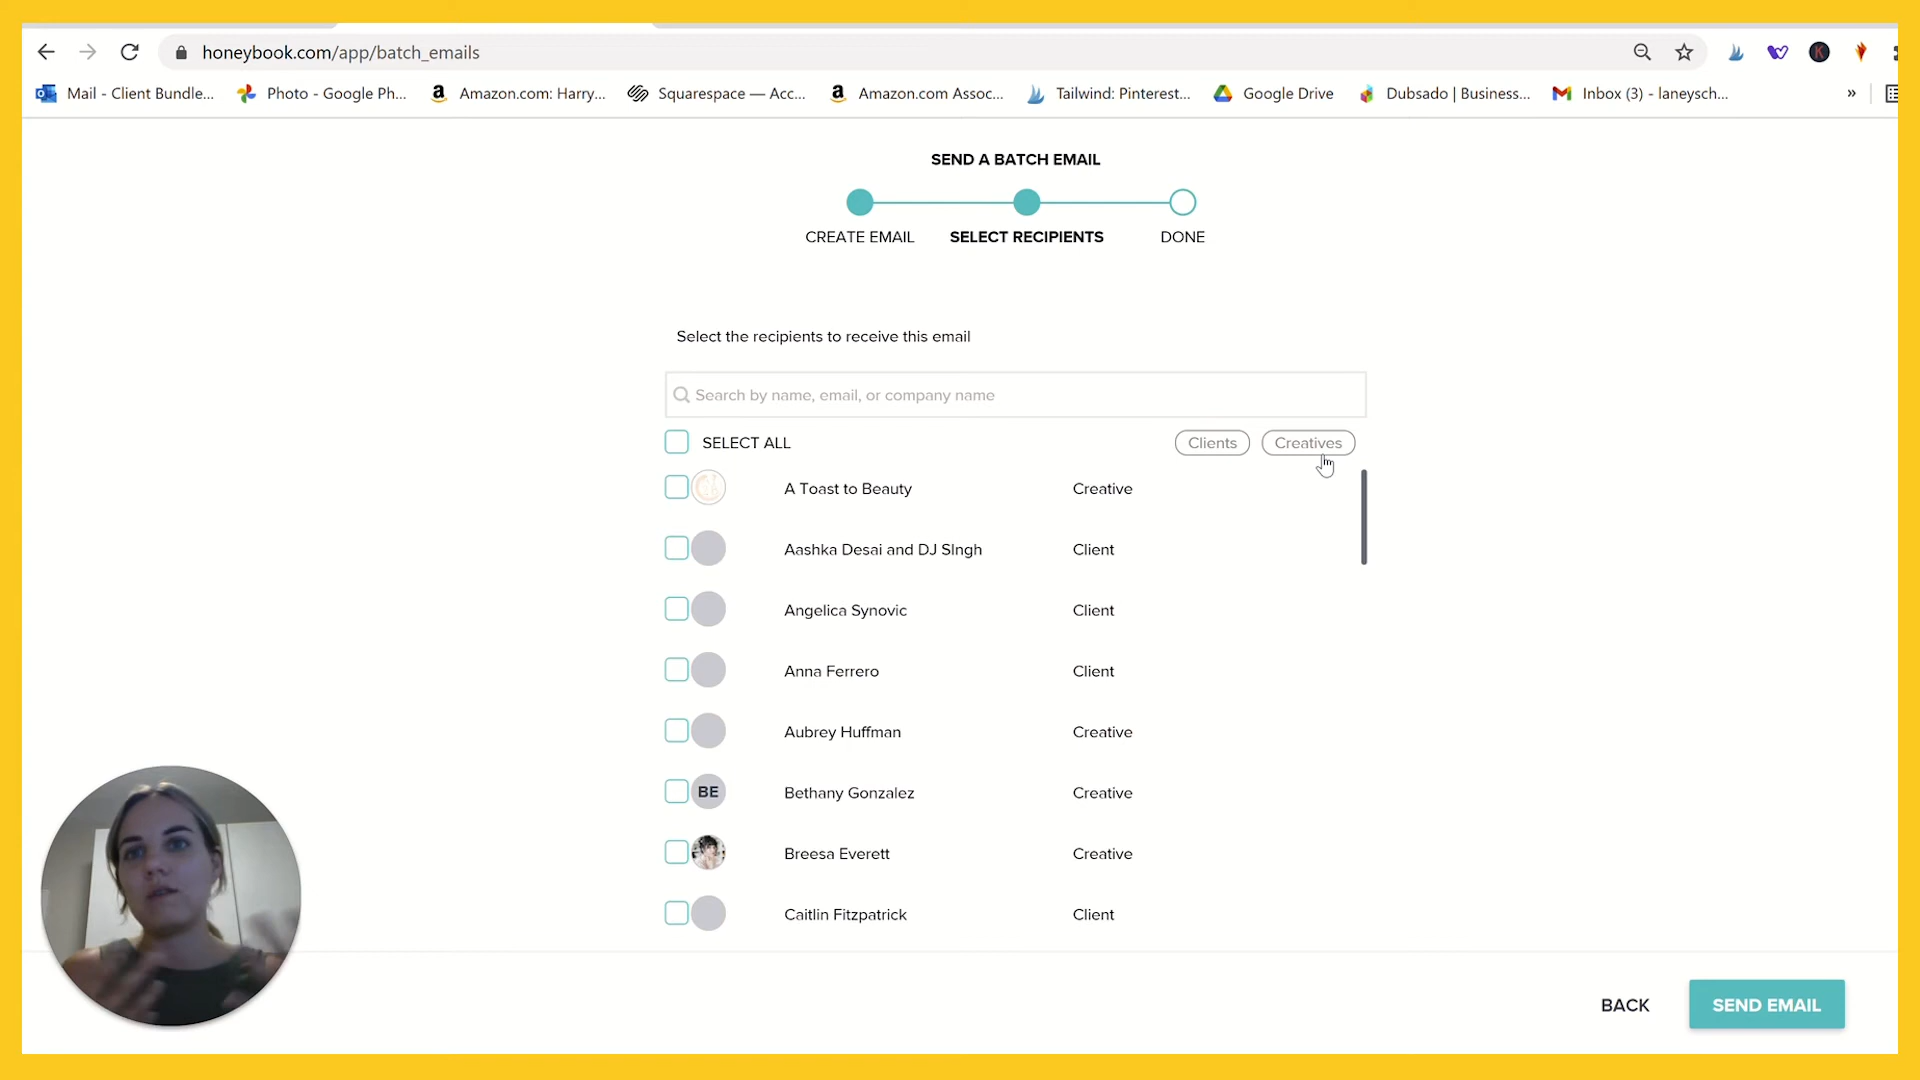 honeybook.com/app/batch_emails
Mail - Client Bundle... Photo - Google Ph... Amazon.com: Harry... Squarespace — Acc... Amazon.com Assoc... Tailwind: Pinterest... Google Drive Dubsado | Business... Inbox (3) - laneysch... »
SEND A BATCH EMAIL
CREATE EMAIL SELECT RECIPIENTS DONE
Select the recipients to receive this email
Search by name, email, or company name
SELECT ALL Clients Creatives
A Toast to Beauty Creative
Aashka Desai and DJ SIngh Client
Angelica Synovic Client
Anna Ferrero Client
Aubrey Huffman Creative
BE Bethany Gonzalez Creative
Breesa Everett Creative
Caitlin Fitzpatrick Client
BACK SEND EMAIL